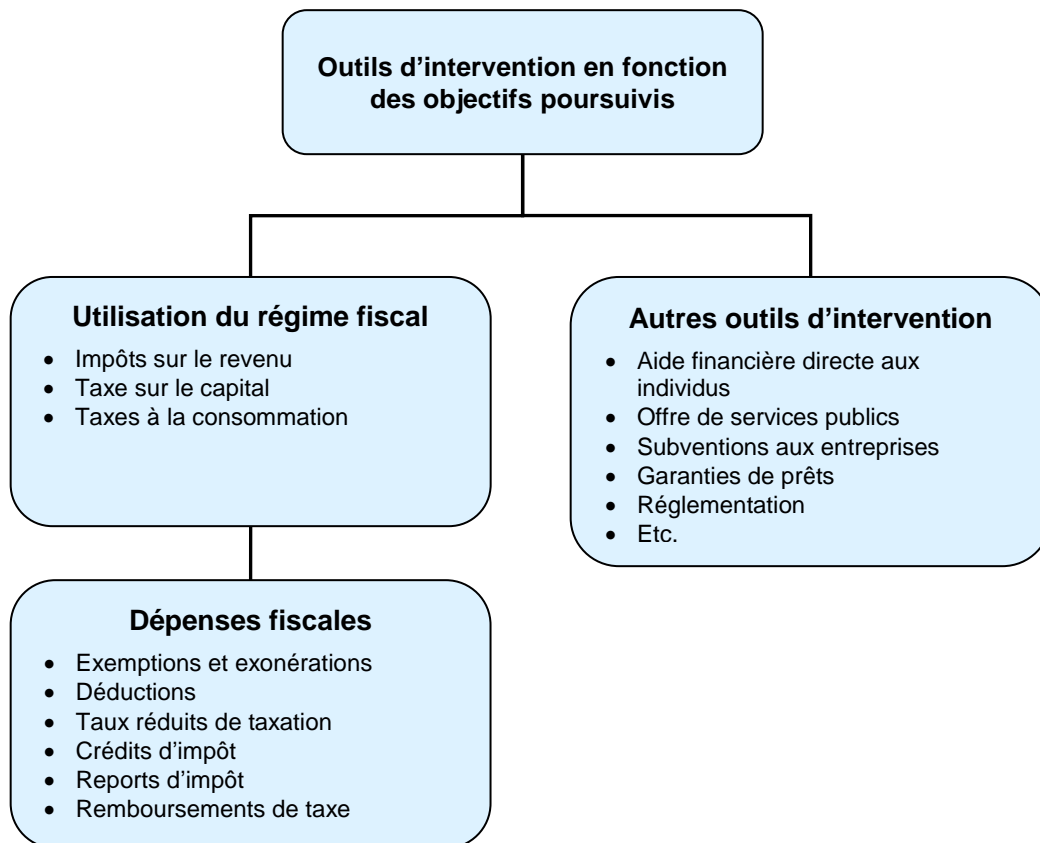 Outils d’intervention en fonction
des objectifs poursuivis
Utilisation du régime fiscal
• Impôts sur le revenu
• Taxe sur le capital
• Taxes à la consommation
Autres outils d’intervention
• Aide financière directe aux
individus
• Offre de services publics
• Subventions aux entreprises
• Garanties de prêts
• Réglementation
• Etc.
Dépenses fiscales
• Exemptions et exonérations
• Déductions
• Taux réduits de taxation
• Crédits d’impôt
• Reports d’impôt
• Remboursements de taxe